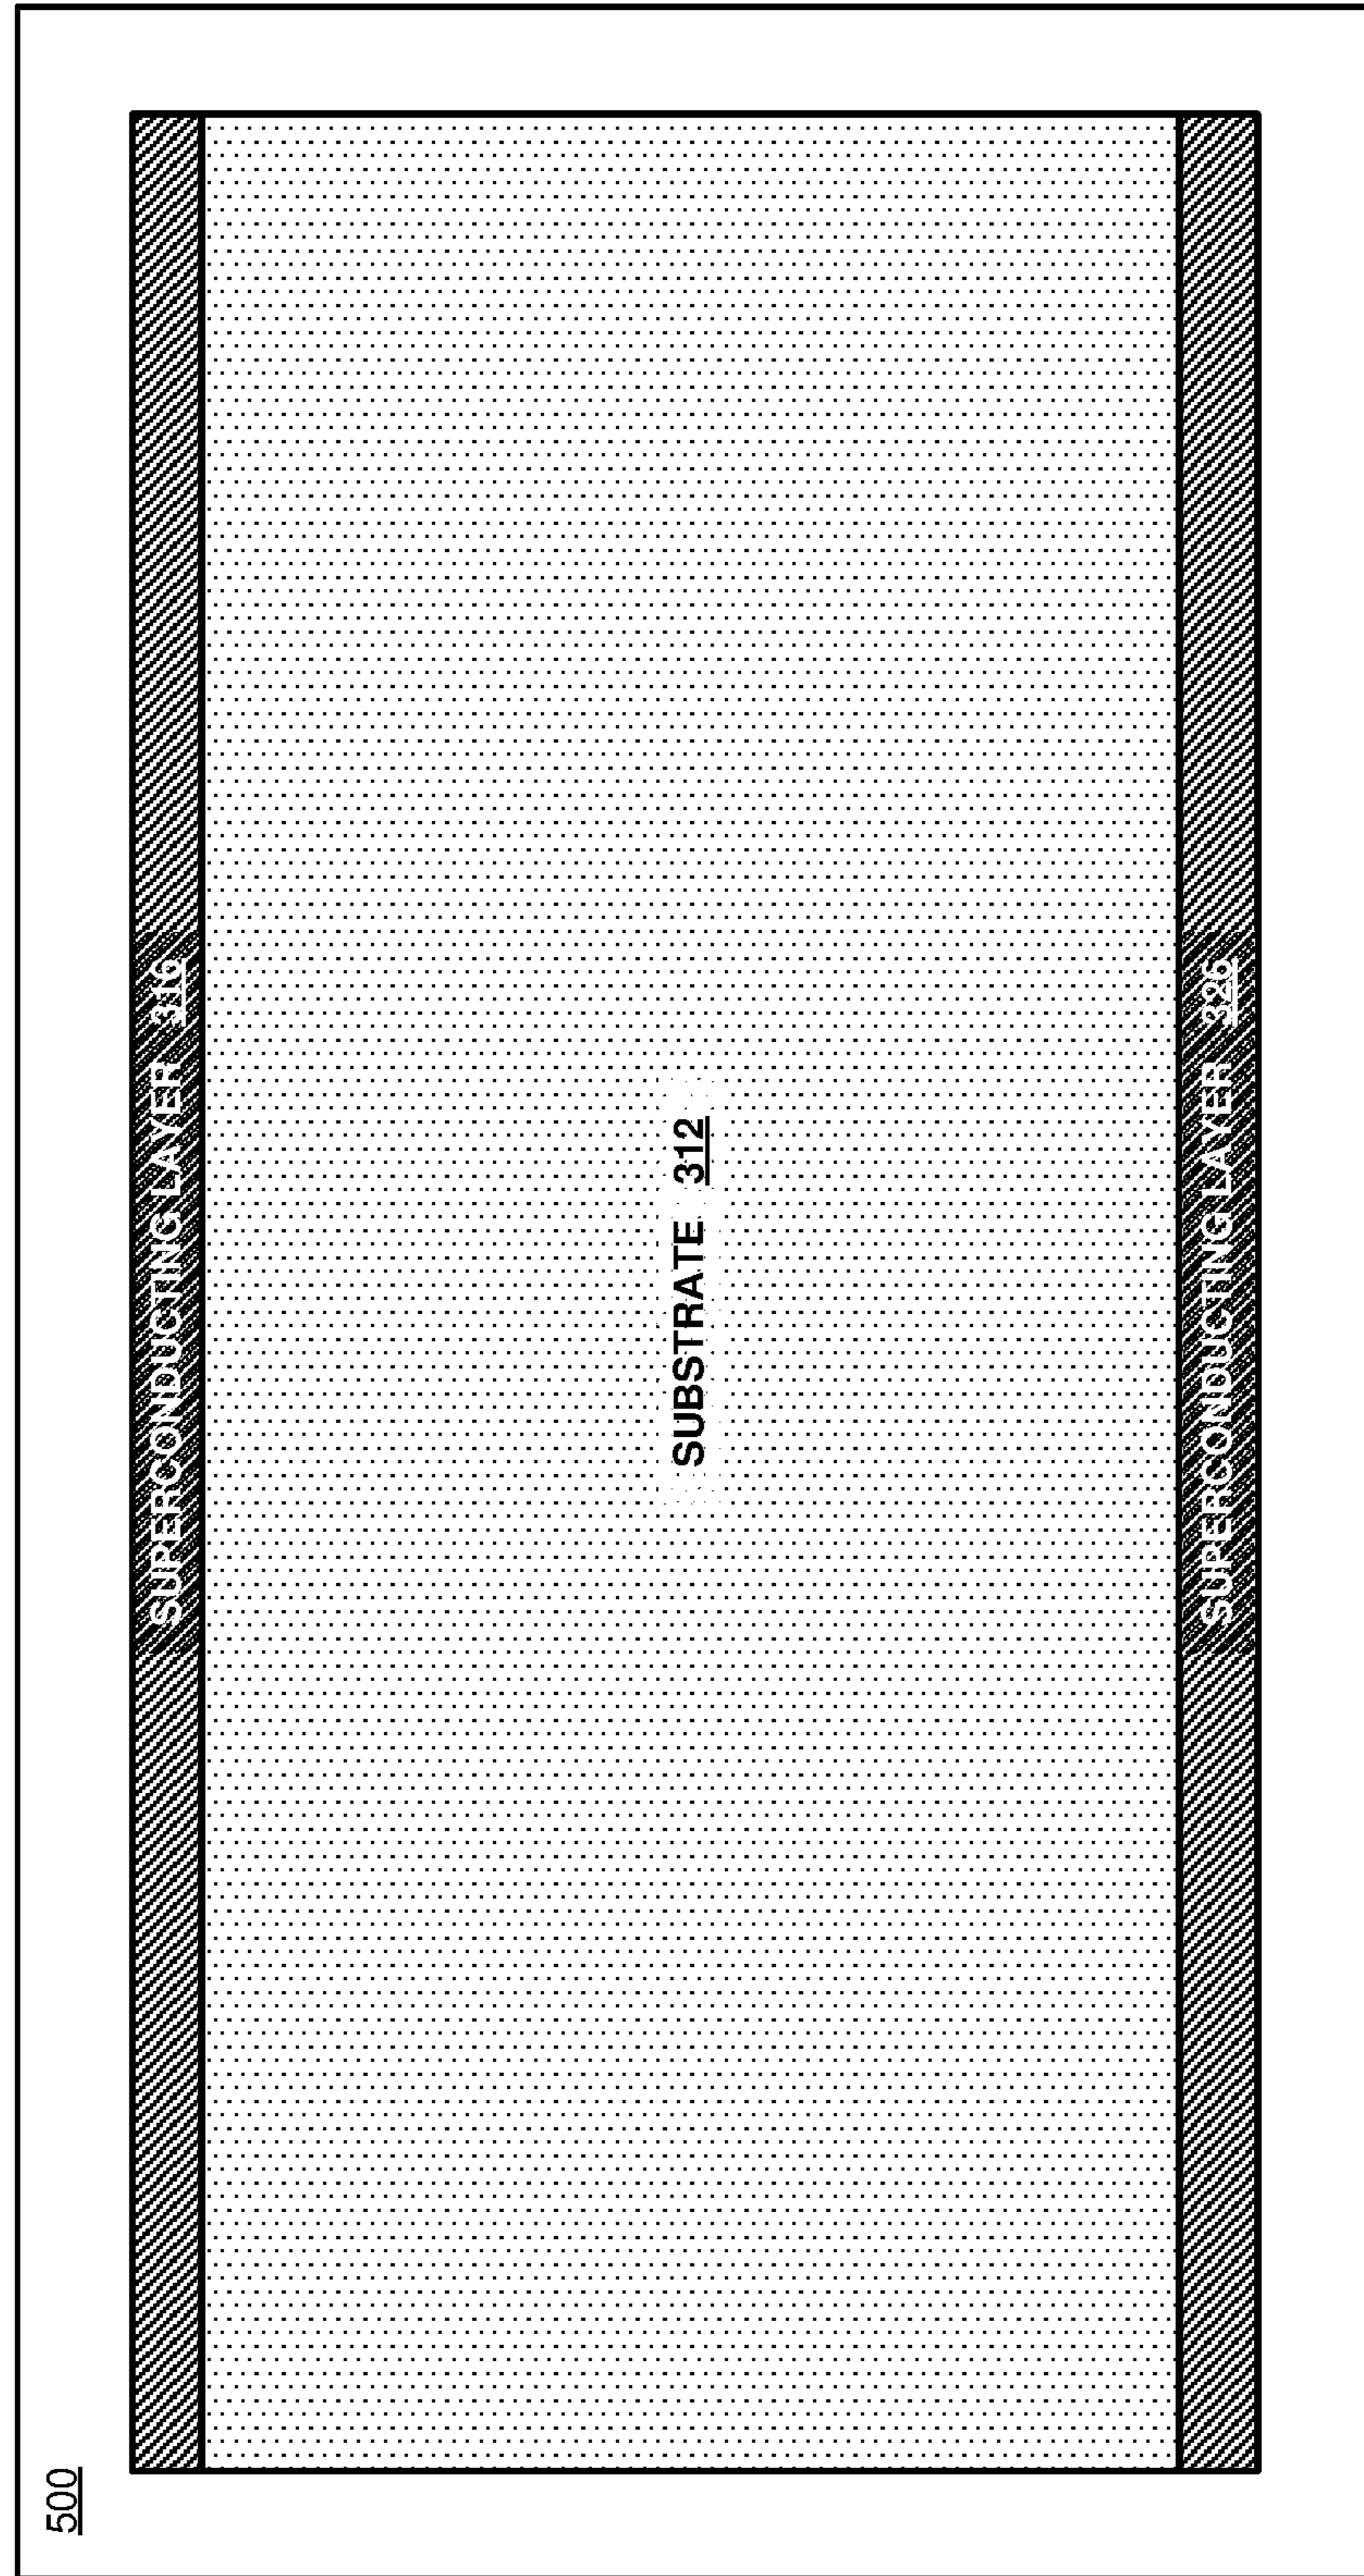 500
SUPERCONDUCTING LAYER 316
SUBSTRATE 312
SUPERCONDUCTING LAYER 326